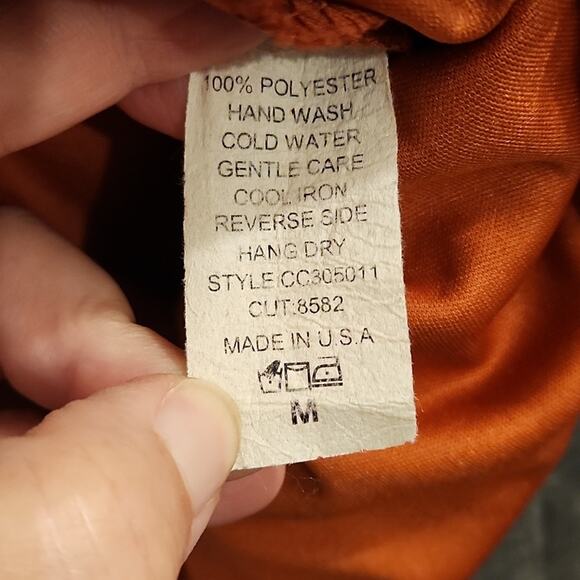 100% POLYESTER
HAND WASH
COLD WATER
GENTLE CARE
COOL IRON
REVERSE SIDE
HANG DRY
STYLE:CC305011
CUT:8582
MADE IN U.S.A
M